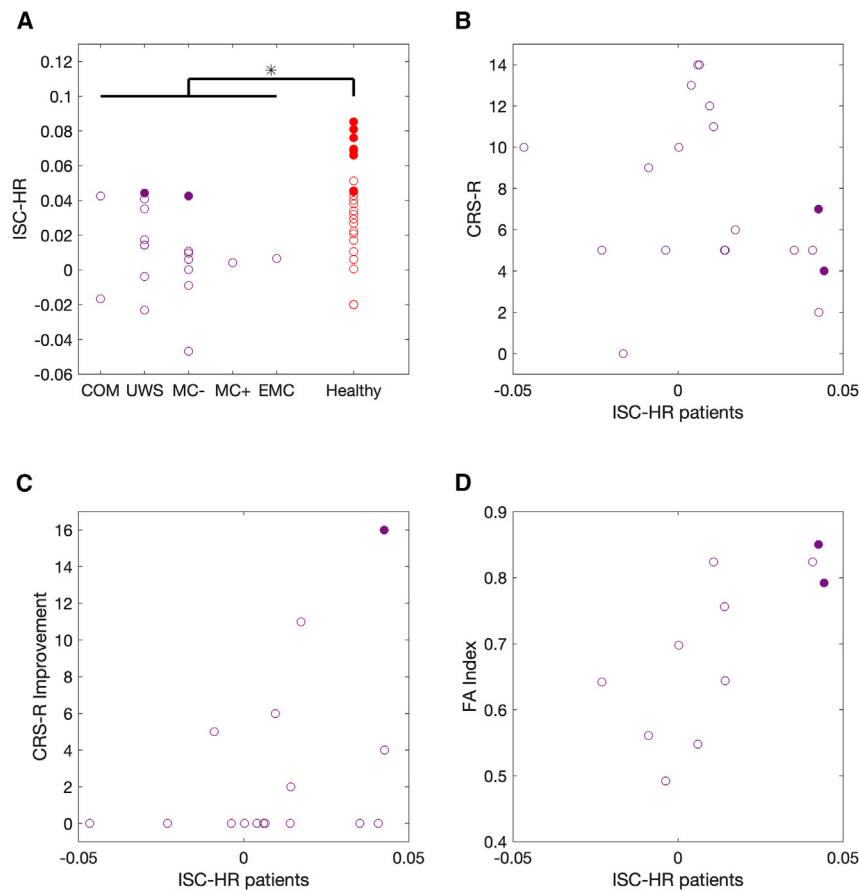 A
0.12
0.1
0.08
0.06
0.04
0.02
0
-0.02
-0.04
-0.06
ISC-HR
*
COM UWS MC- MC+ EMC Healthy
B
14
12
10
8
6
4
2
0
CRS-R
-0.05 0 0.05
ISC-HR patients
C
16
14
12
10
8
6
4
2
0
CRS-R Improvement
-0.05 0 0.05
ISC-HR patients
D
0.9
0.8
0.7
0.6
0.5
0.4
FA Index
-0.05 0 0.05
ISC-HR patients